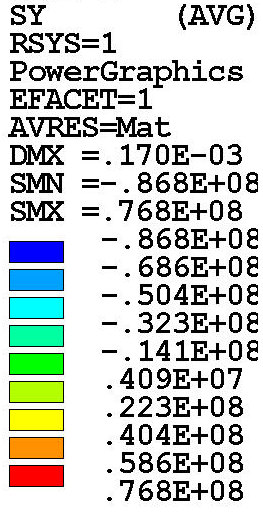 SY (AVG)
RSYS=1
PowerGraphics
EFACET=1
AVRES=Mat
DMX =.170E-03
SMN =-.868E+08
SMX =.768E+08
-.868E+08
-.686E+08
-.504E+08
-.323E+08
-.141E+08
.409E+07
.223E+08
.404E+08
.586E+08
.768E+08